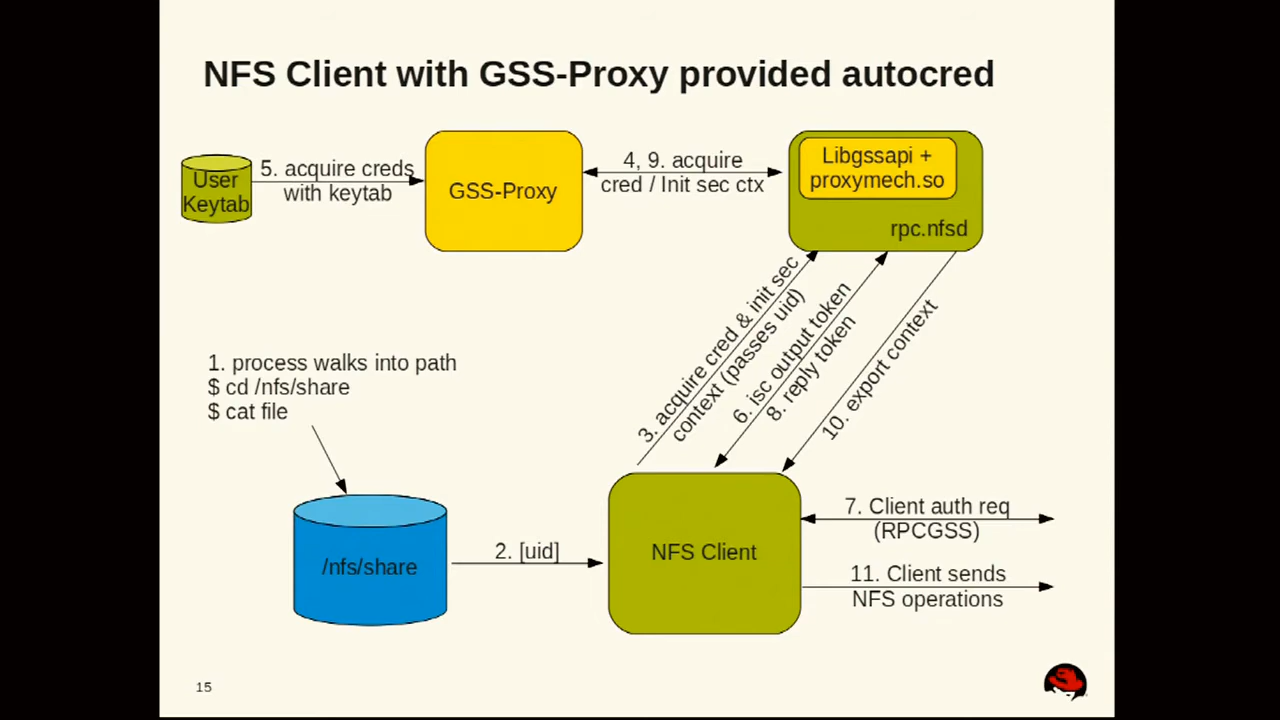 NFS Client with GSS-Proxy provided autocred
User
Keytab
5. acquire creds
with keytab
GSS-Proxy
4, 9. acquire
cred / Init sec ctx
Libgssapi +
proxymech.so
rpc.nfsd
3. acquire cred & init sec
context (passes uid)
6. isc output token
8. reply token
10. export context
1. process walks into path
$ cd /nfs/share
$ cat file
/nfs/share
2. [uid]
NFS Client
7. Client auth req
(RPCGSS)
11. Client sends
NFS operations
15